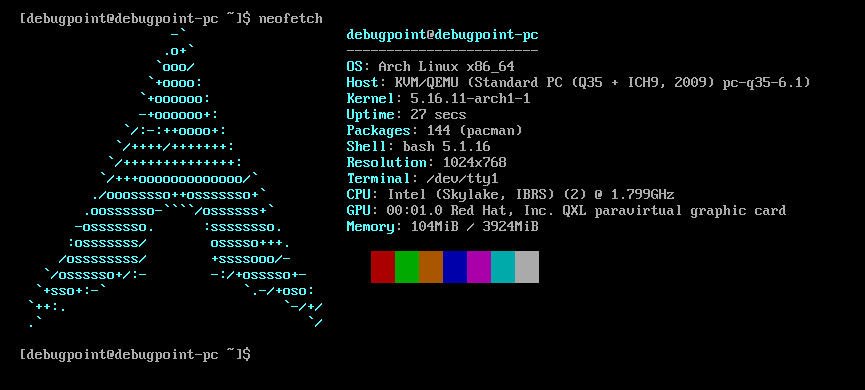 [debugpoint@debugpoint-pc ~]$ neofetch
debugpoint@debugpoint-pc
------------------------
OS: Arch Linux x86_64
Host: KVM/QEMU (Standard PC (Q35 + ICH9, 2009) pc-q35-6.1)
Kernel: 5.16.11-arch1-1
Uptime: 27 secs
Packages: 144 (pacman)
Shell: bash 5.1.16
Resolution: 1024x768
Terminal: /dev/tty1
CPU: Intel (Skylake, IBRS) (2) @ 1.799GHz
GPU: 00:01.0 Red Hat, Inc. QXL paravirtual graphic card
Memory: 104MiB / 3924MiB
[debugpoint@debugpoint-pc ~]$